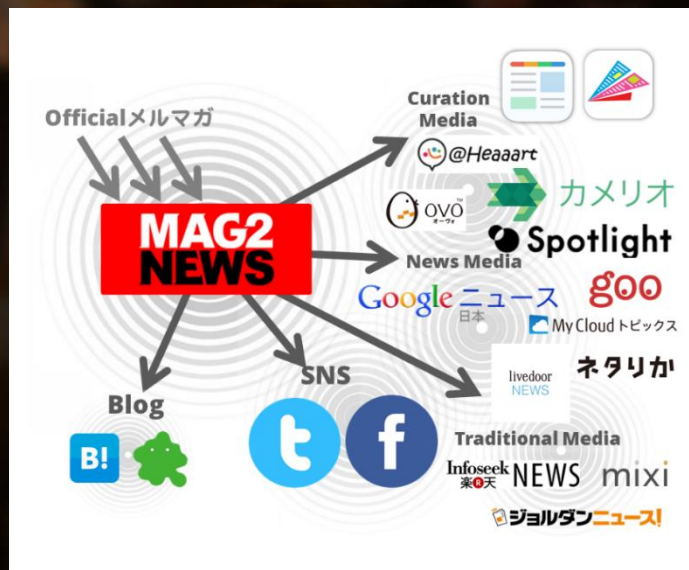 Officialメルマガ
MAG2
NEWS
Curation
Media
@Heaaart
OVO
オーヴォ
カメリオ
Spotlight
News Media
Google ニュース
日本
goo
My Cloud トピックス
livedoor
NEWS
ネタりか
Blog
B!
SNS
t
f
Traditional Media
Infoseek
楽R天
NEWS
mixi
ジョルダンニュース!